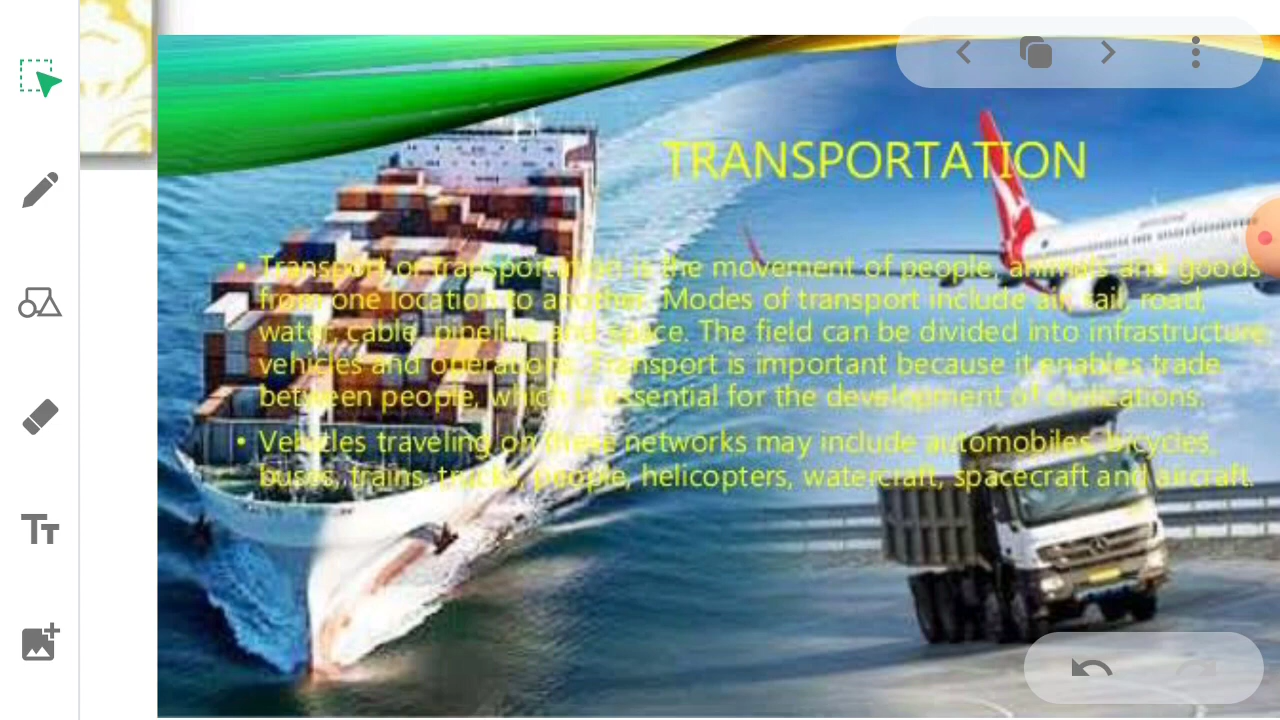 TRANSPORTATION
• Transport or transportation is the movement of people, animals and goods
from one location to another. Modes of transport include air, rail, road,
water, cable, pipeline and space. The field can be divided into infrastructure,
vehicles and operations. Transport is important because it enables trade
between people, which is essential for the development of civilizations.
• Vehicles traveling on these networks may include automobiles, bicycles,
buses, trains, trucks, people, helicopters, watercraft, spacecraft and aircraft.
TT